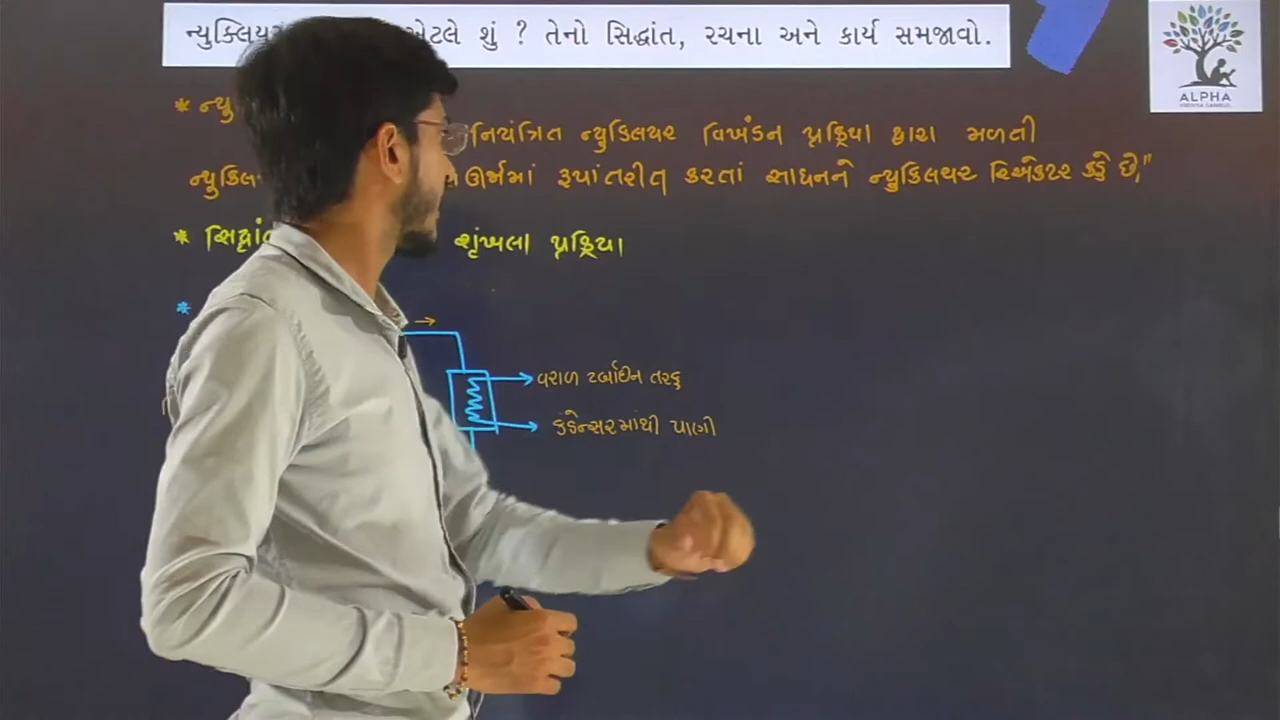 એટલે શું ? તેનો સિદ્ધાંત, રચના અને કાર્ય સમજાવો.
ALPHA
* ન્યુ
નિયંત્રિત ન્યુક્લિયર વિખંડન પ્રક્રિયા દ્વારા મળતી
ન્યુક્લિ ઊર્જામાં રૂપાંતરીત કરતાં સાધનને ન્યુક્લિયર રિએક્ટર કહે છે,"
* સિદ્ધાં શૃંખલા પ્રક્રિયા
*
→ વરાળ ટર્બાઈન તરફ
→ કંડેન્સરમાંથી પાણી